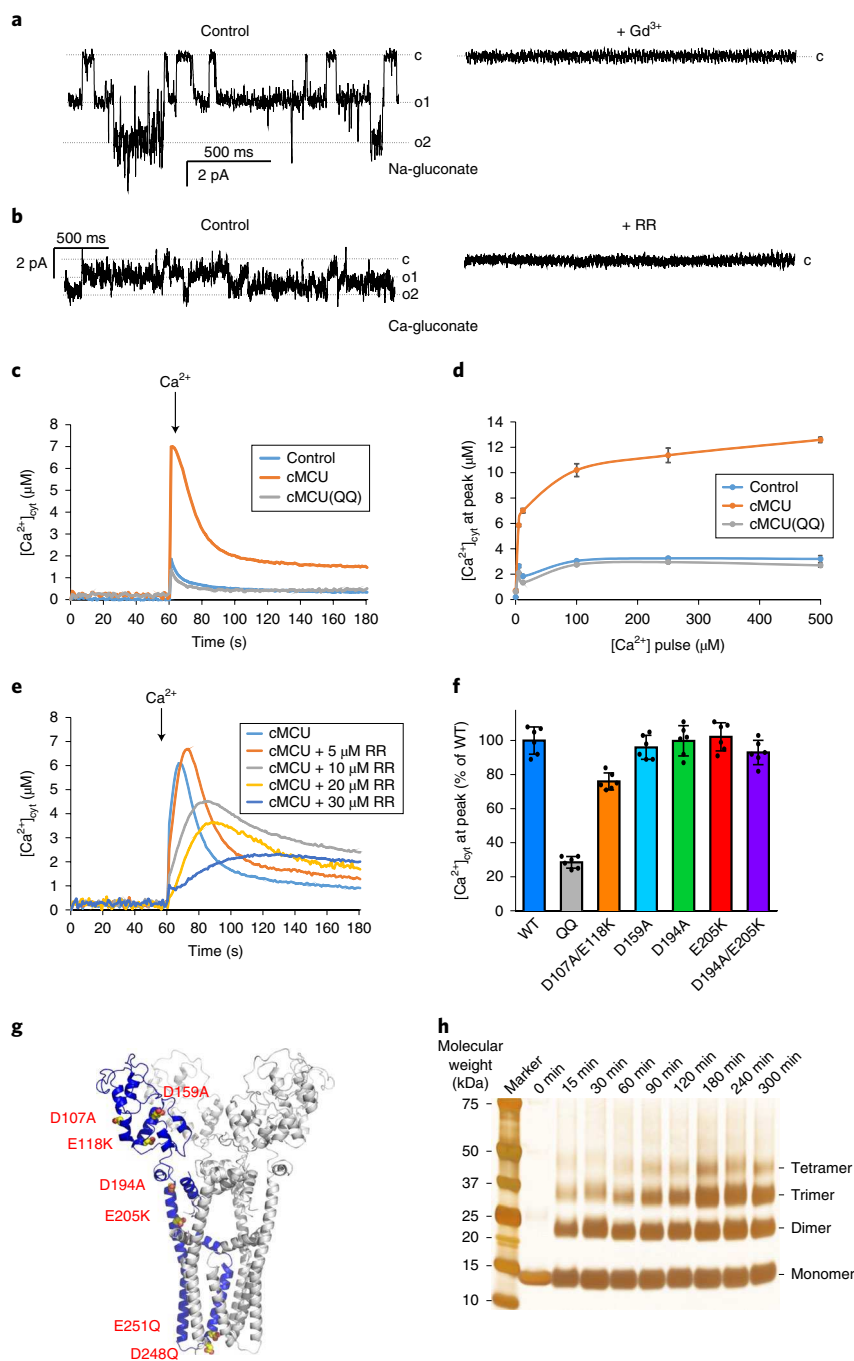 a
Control
+ Gd³⁺
c
o1
o2
c
500 ms
2 pA
Na-gluconate
b
Control
+ RR
500 ms
2 pA
c
o1
o2
c
Ca-gluconate
c
Ca²⁺
8
7
6
5
4
3
2
1
0
[Ca²⁺]cyt (µM)
Control
cMCU
cMCU(QQ)
0 20 40 60 80 100 120 140 160 180
Time (s)
d
14
12
10
8
6
4
2
0
[Ca²⁺]cyt at peak (µM)
Control
cMCU
cMCU(QQ)
0 100 200 300 400 500
[Ca²⁺] pulse (µM)
e
Ca²⁺
8
7
6
5
4
3
2
1
0
[Ca²⁺]cyt (µM)
cMCU
cMCU + 5 µM RR
cMCU + 10 µM RR
cMCU + 20 µM RR
cMCU + 30 µM RR
0 20 40 60 80 100 120 140 160 180
Time (s)
f
120
100
80
60
40
20
0
[Ca²⁺]cyt at peak (% of WT)
WT
QQ
D107A/E118K
D159A
D194A
E205K
D194A/E205K
g
D159A
D107A
E118K
D194A
E205K
E251Q
D248Q
h
Molecular
weight
(kDa)
Marker
0 min
15 min
30 min
60 min
90 min
120 min
180 min
240 min
300 min
75
50
37
25
20
15
10
Tetramer
Trimer
Dimer
Monomer